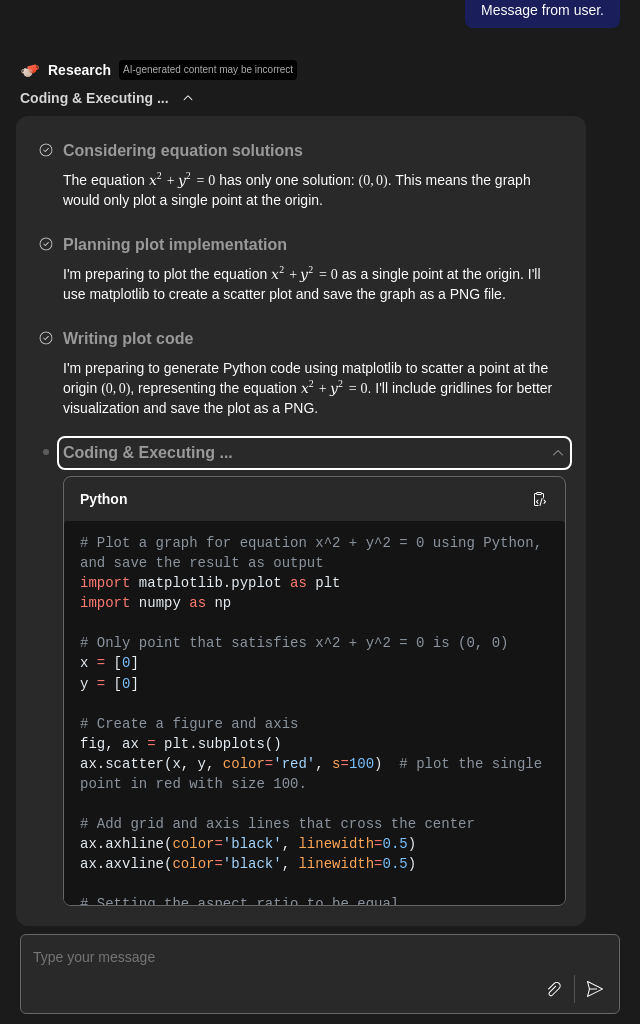 Message from user.
Research AI-generated content may be incorrect
Coding & Executing ...
Considering equation solutions
The equation x² + y² = 0 has only one solution: (0, 0). This means the graph
would only plot a single point at the origin.
Planning plot implementation
I'm preparing to plot the equation x² + y² = 0 as a single point at the origin. I'll
use matplotlib to create a scatter plot and save the graph as a PNG file.
Writing plot code
I'm preparing to generate Python code using matplotlib to scatter a point at the
origin (0, 0), representing the equation x² + y² = 0. I'll include gridlines for better
visualization and save the plot as a PNG.
Coding & Executing ...
Python
# Plot a graph for equation x^2 + y^2 = 0 using Python,
and save the result as output
import matplotlib.pyplot as plt
import numpy as np
# Only point that satisfies x^2 + y^2 = 0 is (0, 0)
x = [0]
y = [0]
# Create a figure and axis
fig, ax = plt.subplots()
ax.scatter(x, y, color='red', s=100)  # plot the single
point in red with size 100.
# Add grid and axis lines that cross the center
ax.axhline(color='black', linewidth=0.5)
ax.axvline(color='black', linewidth=0.5)
# Setting the aspect ratio to be equal
Type your message